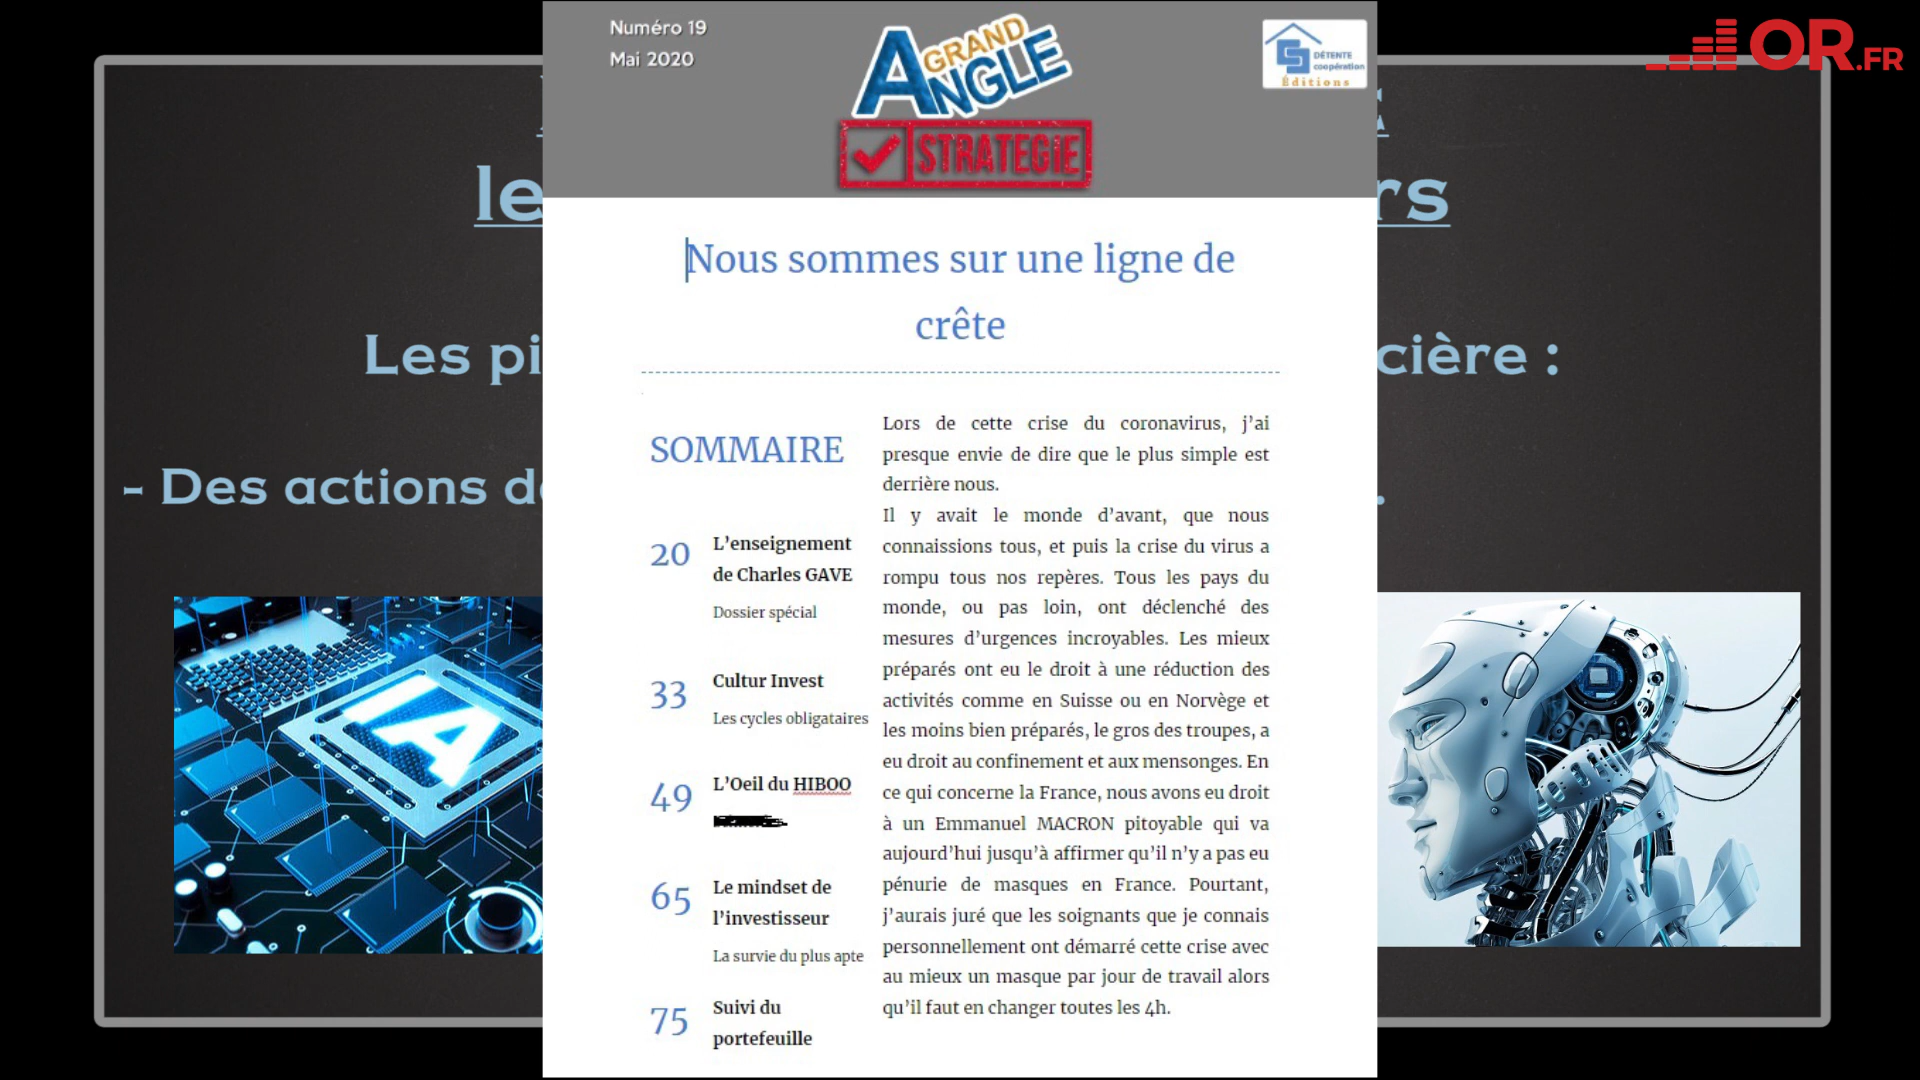 Numéro 19
Mai 2020
GRAND
ANGLE
STRATEGIE
DÉTENTE
coopération
Éditions
OR.FR
le
rs
Les pi
cière :
- Des actions d
.
IA
Nous sommes sur une ligne de
crête
SOMMAIRE
20
L’enseignement
de Charles GAVE
Dossier spécial
33
Cultur Invest
Les cycles obligataires
49
L’Oeil du HIBOO
65
Le mindset de
l’investisseur
La survie du plus apte
75
Suivi du
portefeuille
Lors de cette crise du coronavirus, j’ai
presque envie de dire que le plus simple est
derrière nous.
Il y avait le monde d’avant, que nous
connaissions tous, et puis la crise du virus a
rompu tous nos repères. Tous les pays du
monde, ou pas loin, ont déclenché des
mesures d’urgences incroyables. Les mieux
préparés ont eu le droit à une réduction des
activités comme en Suisse ou en Norvège et
les moins bien préparés, le gros des troupes, a
eu droit au confinement et aux mensonges. En
ce qui concerne la France, nous avons eu droit
à un Emmanuel MACRON pitoyable qui va
aujourd’hui jusqu’à affirmer qu’il n’y a pas eu
pénurie de masques en France. Pourtant,
j’aurais juré que les soignants que je connais
personnellement ont démarré cette crise avec
au mieux un masque par jour de travail alors
qu’il faut en changer toutes les 4h.